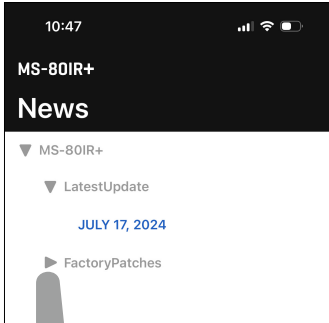 10:47
MS-80IR+
News
MS-80IR+
LatestUpdate
JULY 17, 2024
FactoryPatches